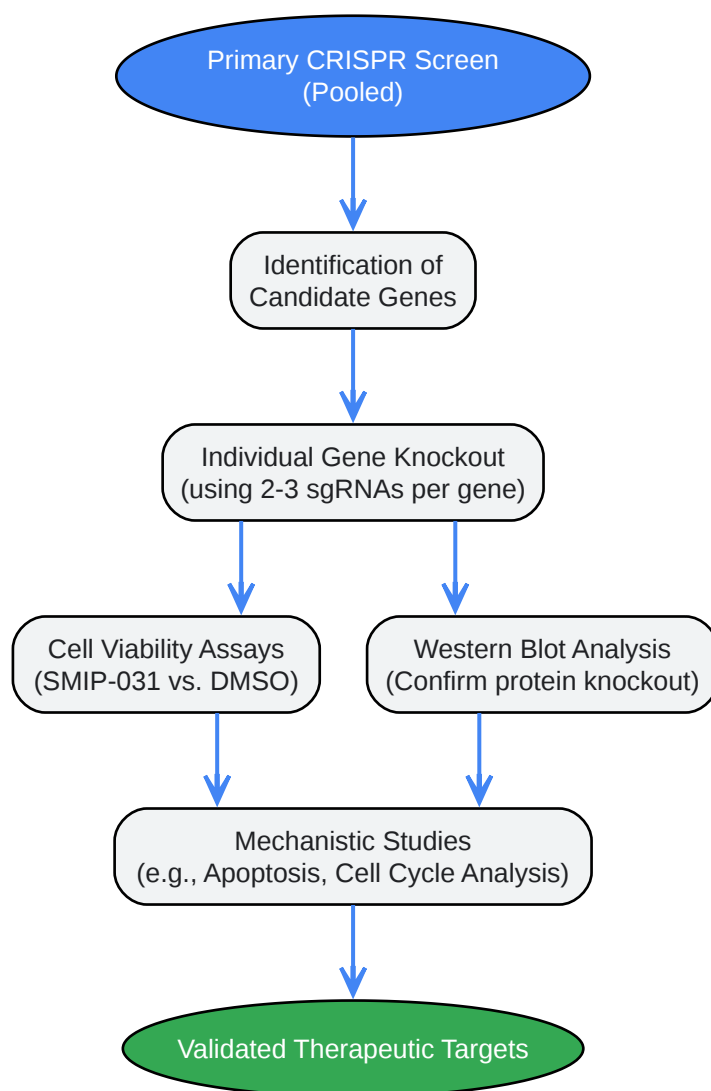 Primary CRISPR Screen
(Pooled)
Identification of
Candidate Genes
Individual Gene Knockout
(using 2-3 sgRNAs per gene)
Cell Viability Assays
(SMIP-031 vs. DMSO)
Western Blot Analysis
(Confirm protein knockout)
Mechanistic Studies
(e.g., Apoptosis, Cell Cycle Analysis)
Validated Therapeutic Targets